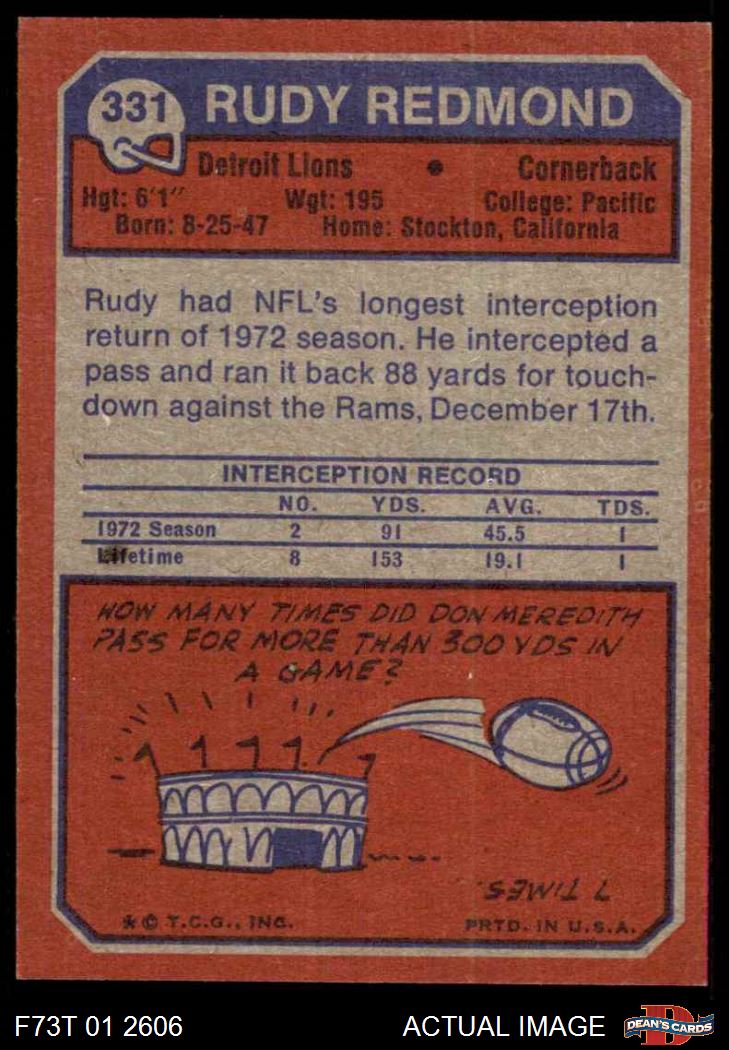 331 RUDY REDMOND
Detroit Lions • Cornerback
Hgt: 6'1" Wgt: 195 College: Pacific
Born: 8-25-47 Home: Stockton, California
Rudy had NFL's longest interception
return of 1972 season. He intercepted a
pass and ran it back 88 yards for touch-
down against the Rams, December 17th.
INTERCEPTION RECORD
NO. YDS. AVG. TDS.
1972 Season 2 91 45.5 1
Lifetime 8 153 19.1 1
HOW MANY TIMES DID DON MEREDITH
PASS FOR MORE THAN 300 YDS IN
A GAME?
7 TIMES.
* © T.C.G., INC. PRTD. IN U.S.A.
F73T 01 2606 ACTUAL IMAGE
D
DEAN'S CARDS